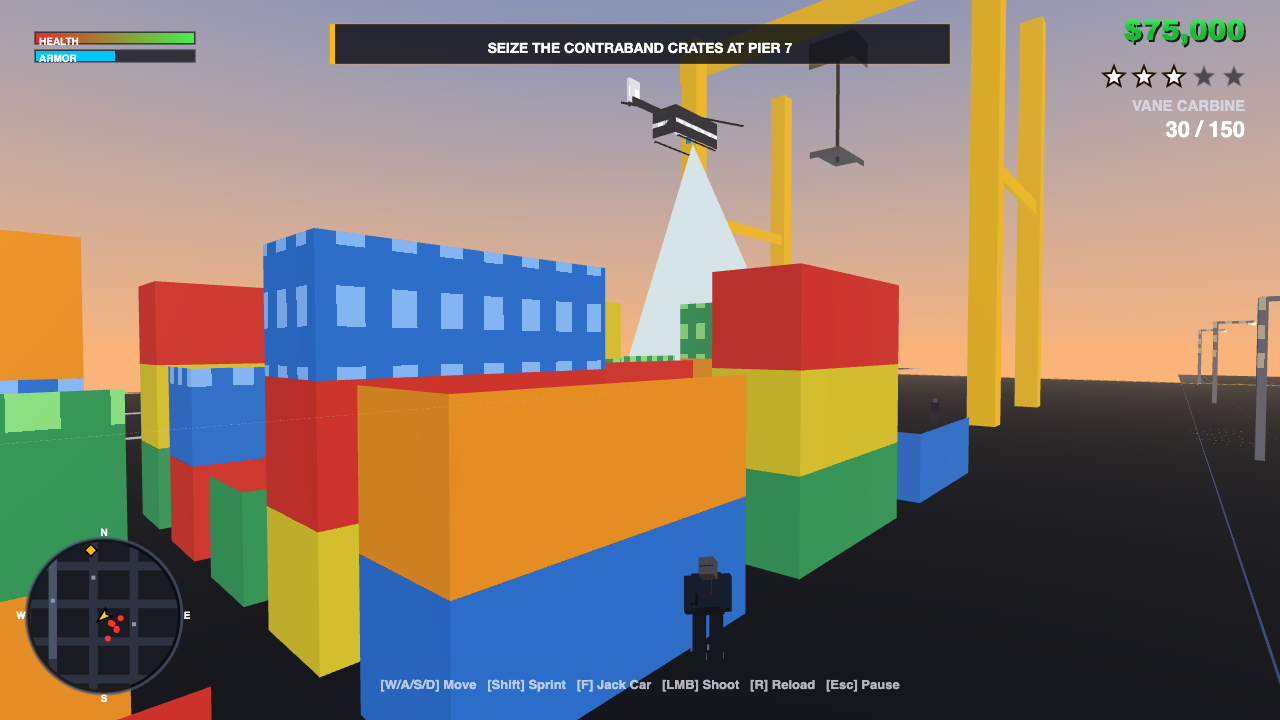 HEALTH
ARMOR
SEIZE THE CONTRABAND CRATES AT PIER 7
$75,000
VANE CARBINE
30 / 150
N
W
E
S
[W/A/S/D] Move [Shift] Sprint [F] Jack Car [LMB] Shoot [R] Reload [Esc] Pause